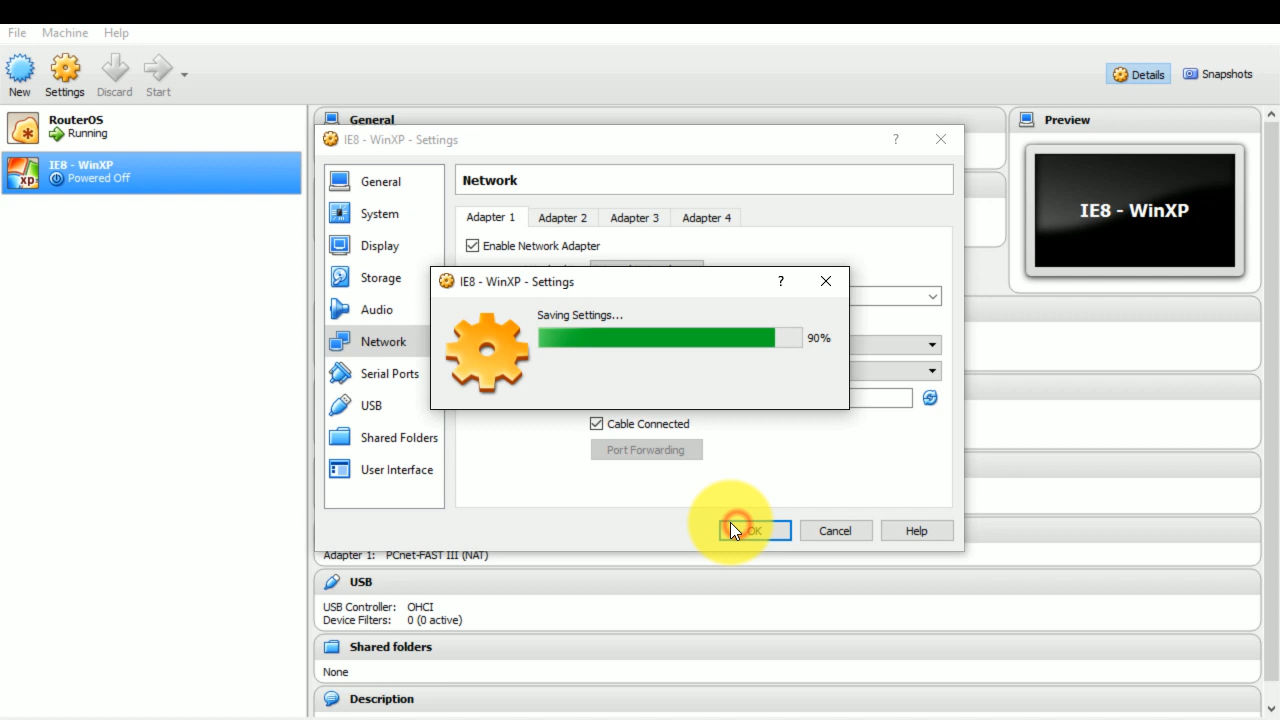 File Machine Help
New Settings Discard Start Details Snapshots
RouterOS
Running
IE8 - WinXP
Powered Off
General
Preview
IE8 - WinXP
IE8 - WinXP - Settings ?
General
System
Display
Storage
Audio
Network
Serial Ports
USB
Shared Folders
User Interface
Network
Adapter 1 Adapter 2 Adapter 3 Adapter 4
Enable Network Adapter
IE8 - WinXP - Settings ?
Saving Settings...
90%
Cable Connected
Port Forwarding
OK Cancel Help
Adapter 1: PCnet-FAST III (NAT)
USB
USB Controller: OHCI
Device Filters: 0 (0 active)
Shared folders
None
Description